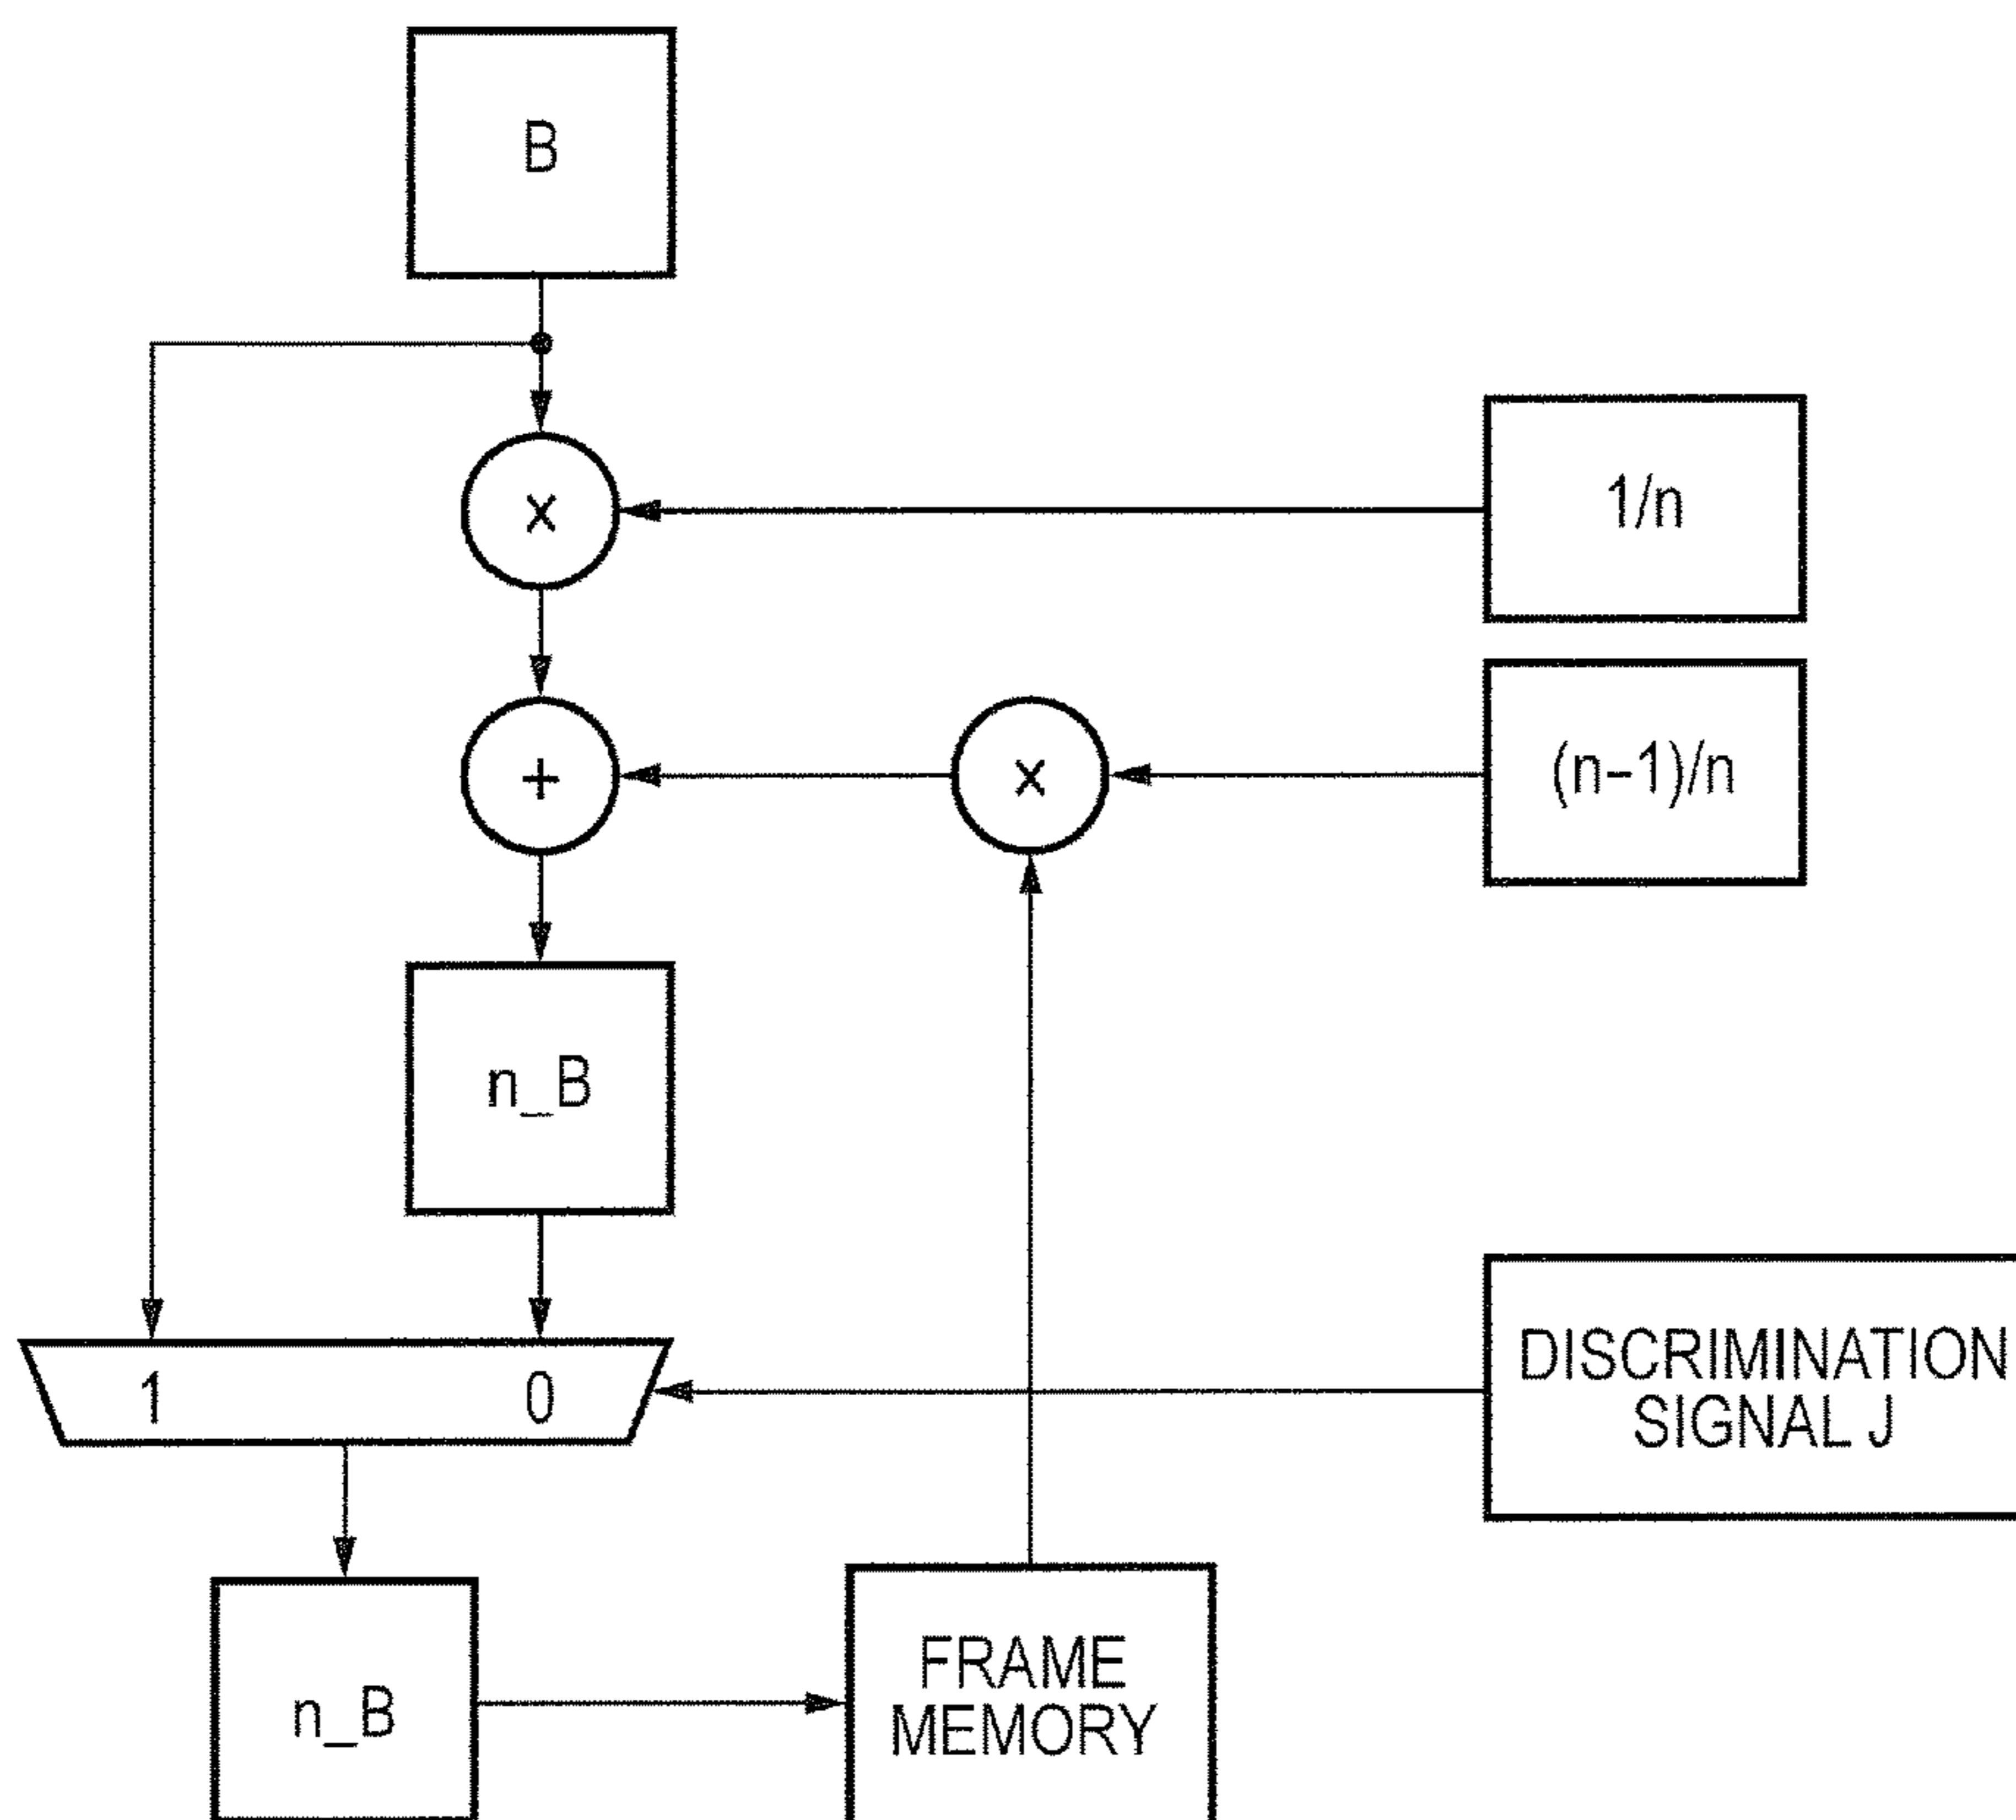 B
x
1/n
+
x
(n-1)/n
n_B
1
0
DISCRIMINATION
SIGNAL J
n_B
FRAME
MEMORY